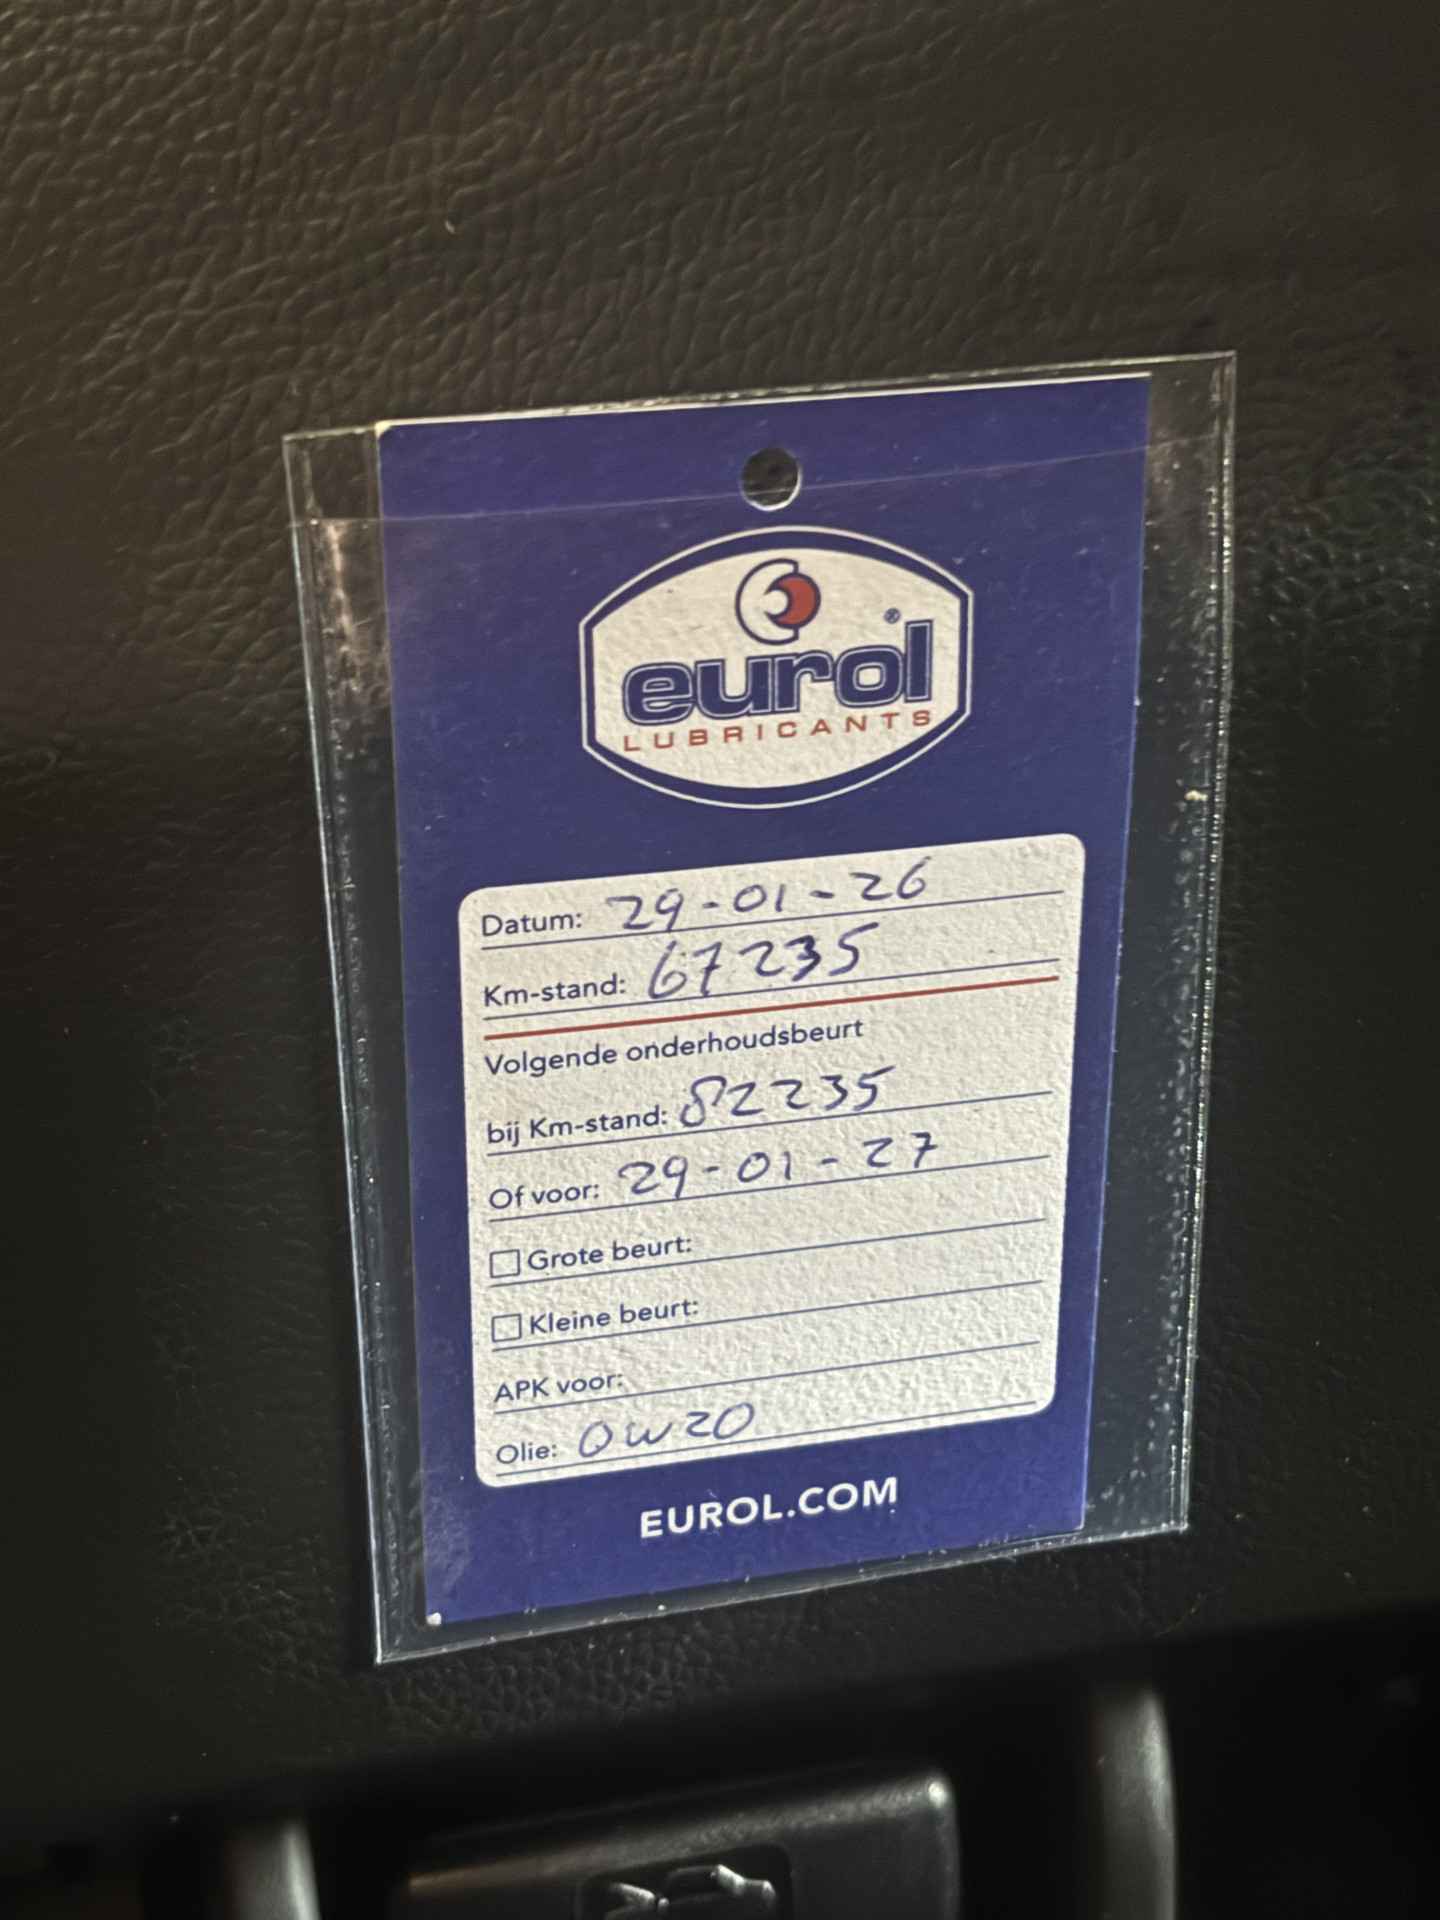 eurol®
LUBRICANTS
Datum: 29-01-26
Km-stand: 67235
Volgende onderhoudsbeurt
bij Km-stand: 82235
Of voor: 29-01-27
Grote beurt:
Kleine beurt:
APK voor:
Olie: 0W20
EUROL.COM